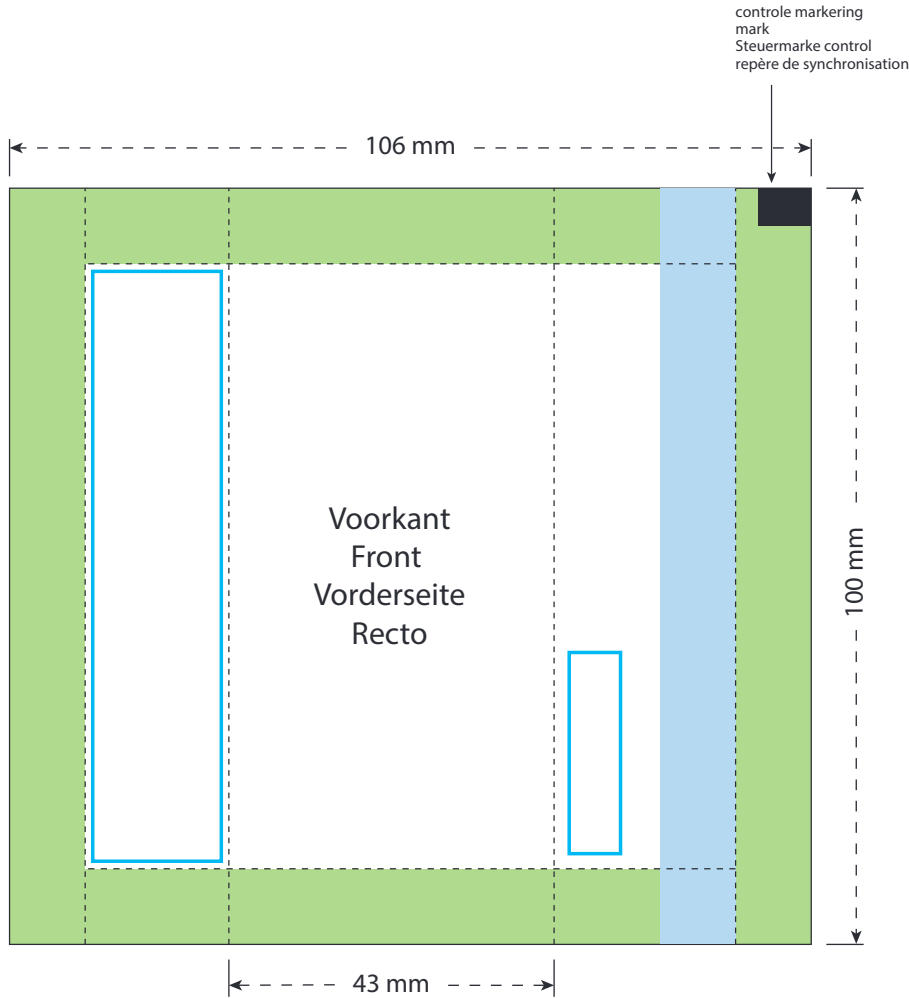 controle markering
mark
Steuermarke control
repère de synchronisation
106 mm
Voorkant
Front
Vorderseite
Recto
100 mm
43 mm